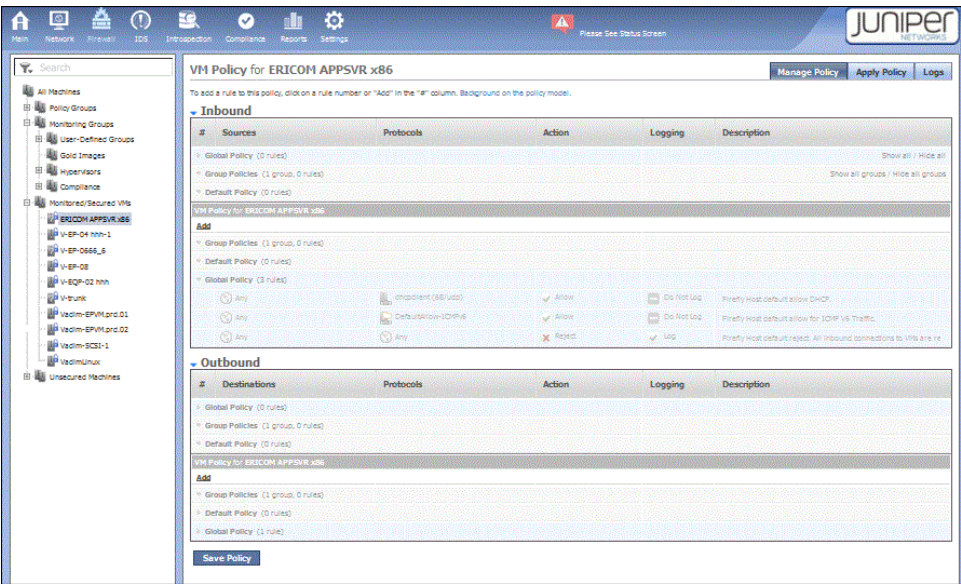 Main Network Firewall IDS Introspection Compliance Reports Settings
Please See Status Screen
JUNIPER
NETWORKS
Search
All Machines
Policy Groups
Monitoring Groups
User-Defined Groups
Gold Images
Hypervisors
Compliance
Monitored/Secured VMs
ERICOM APPSVR x86
V-EP-04 hhh-1
V-EP-0666_6
V-EP-08
V-EQP-02 hhh
V-trunk
Vadim-EPVM.prd.01
Vadim-EPVM.prd.02
Vadim-SCSI-1
VadimLinux
Unsecured Machines
VM Policy for ERICOM APPSVR x86
Manage Policy Apply Policy Logs
To add a rule to this policy, click on a rule number or "Add" in the "#" column. Background on the policy model.
Inbound
# Sources Protocols Action Logging Description
Global Policy (0 rules) Show all / Hide all
Group Policies (1 group, 0 rules) Show all groups / Hide all groups
Default Policy (0 rules)
VM Policy for ERICOM APPSVR x86
Add
Group Policies (1 group, 0 rules)
Default Policy (0 rules)
Global Policy (3 rules)
Any dhcpclient (68/udp) Allow Do Not Log Firefly Host default allow DHCP.
Any DefaultAllow-ICMPv6 Allow Do Not Log Firefly Host default allow for ICMP V6 Traffic.
Any Any Reject Log Firefly Host default reject. All inbound connections to VMs are re
Outbound
# Destinations Protocols Action Logging Description
Global Policy (0 rules)
Group Policies (1 group, 0 rules)
Default Policy (0 rules)
VM Policy for ERICOM APPSVR x86
Add
Group Policies (1 group, 0 rules)
Default Policy (0 rules)
Global Policy (1 rule)
Save Policy